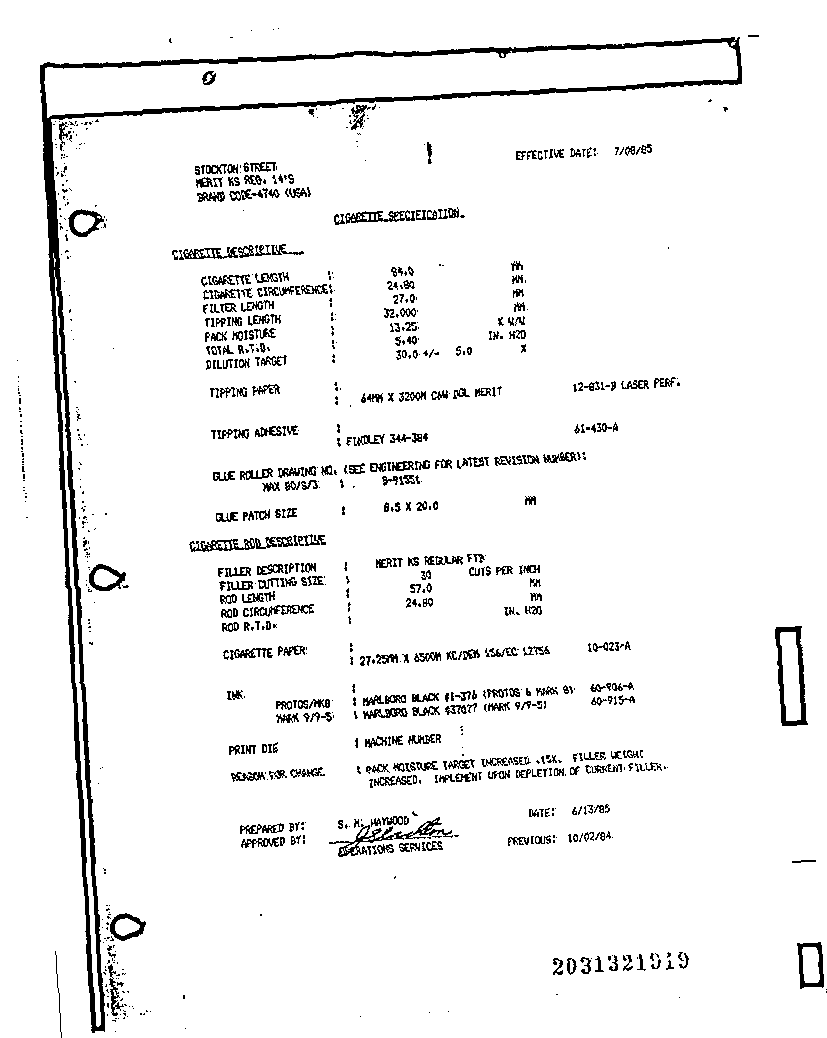 EFFECTIVE DATE: 7/08/85
STOCKTON STREET
MERIT KS REG. 14'S
BRAND CODE-4740 (USA)
CIGARETTE SPECIFICATION
CIGARETTE DESCRIPTIVE
CIGARETTE LENGTH : 84.0 MM
CIGARETTE CIRCUMFERENCE: 24.80 MM
FILTER LENGTH : 27.0 MM
TIPPING LENGTH : 32.000 MM
PACK MOISTURE : 13.25 % W/W
TOTAL R.T.D. : 5.40 IN. H2O
DILUTION TARGET : 30.0 +/- 5.0 %
TIPPING PAPER :
: 64MM X 3200M CAW DGL MERIT 12-831-B LASER PERF.
TIPPING ADHESIVE :
: FINDLEY 344-384 61-430-A
GLUE ROLLER DRAWING NO. (SEE ENGINEERING FOR LATEST REVISION NUMBER):
MAX 80/S/3 : B-91551
GLUE PATCH SIZE : 8.5 X 20.0 MM
CIGARETTE ROD DESCRIPTIVE
FILLER DESCRIPTION : MERIT KS REGULAR FTD
FILLER CUTTING SIZE : 30 CUTS PER INCH
ROD LENGTH : 57.0 MM
ROD CIRCUMFERENCE : 24.80 MM
ROD R.T.D. IN. H2O
CIGARETTE PAPER :
: 27.25MM X 6500M KC/DEM 556/EC 12756 10-023-A
INK :
PROTOS/MK8 : MARLBORO BLACK #1-376 (PROTOS & MARK 8) 60-906-A
MARK 9/9-5 : MARLBORO BLACK #37027 (MARK 9/9-5) 60-915-A
PRINT DIE : MACHINE NUMBER :
REASON FOR CHANGE : PACK MOISTURE TARGET INCREASED .15%. FILLER WEIGHT
INCREASED. IMPLEMENT UPON DEPLETION OF CURRENT FILLER.
PREPARED BY: S. H. HAYWOOD DATE: 6/13/85
APPROVED BY:
OPERATIONS SERVICES PREVIOUS: 10/02/84
2031321919